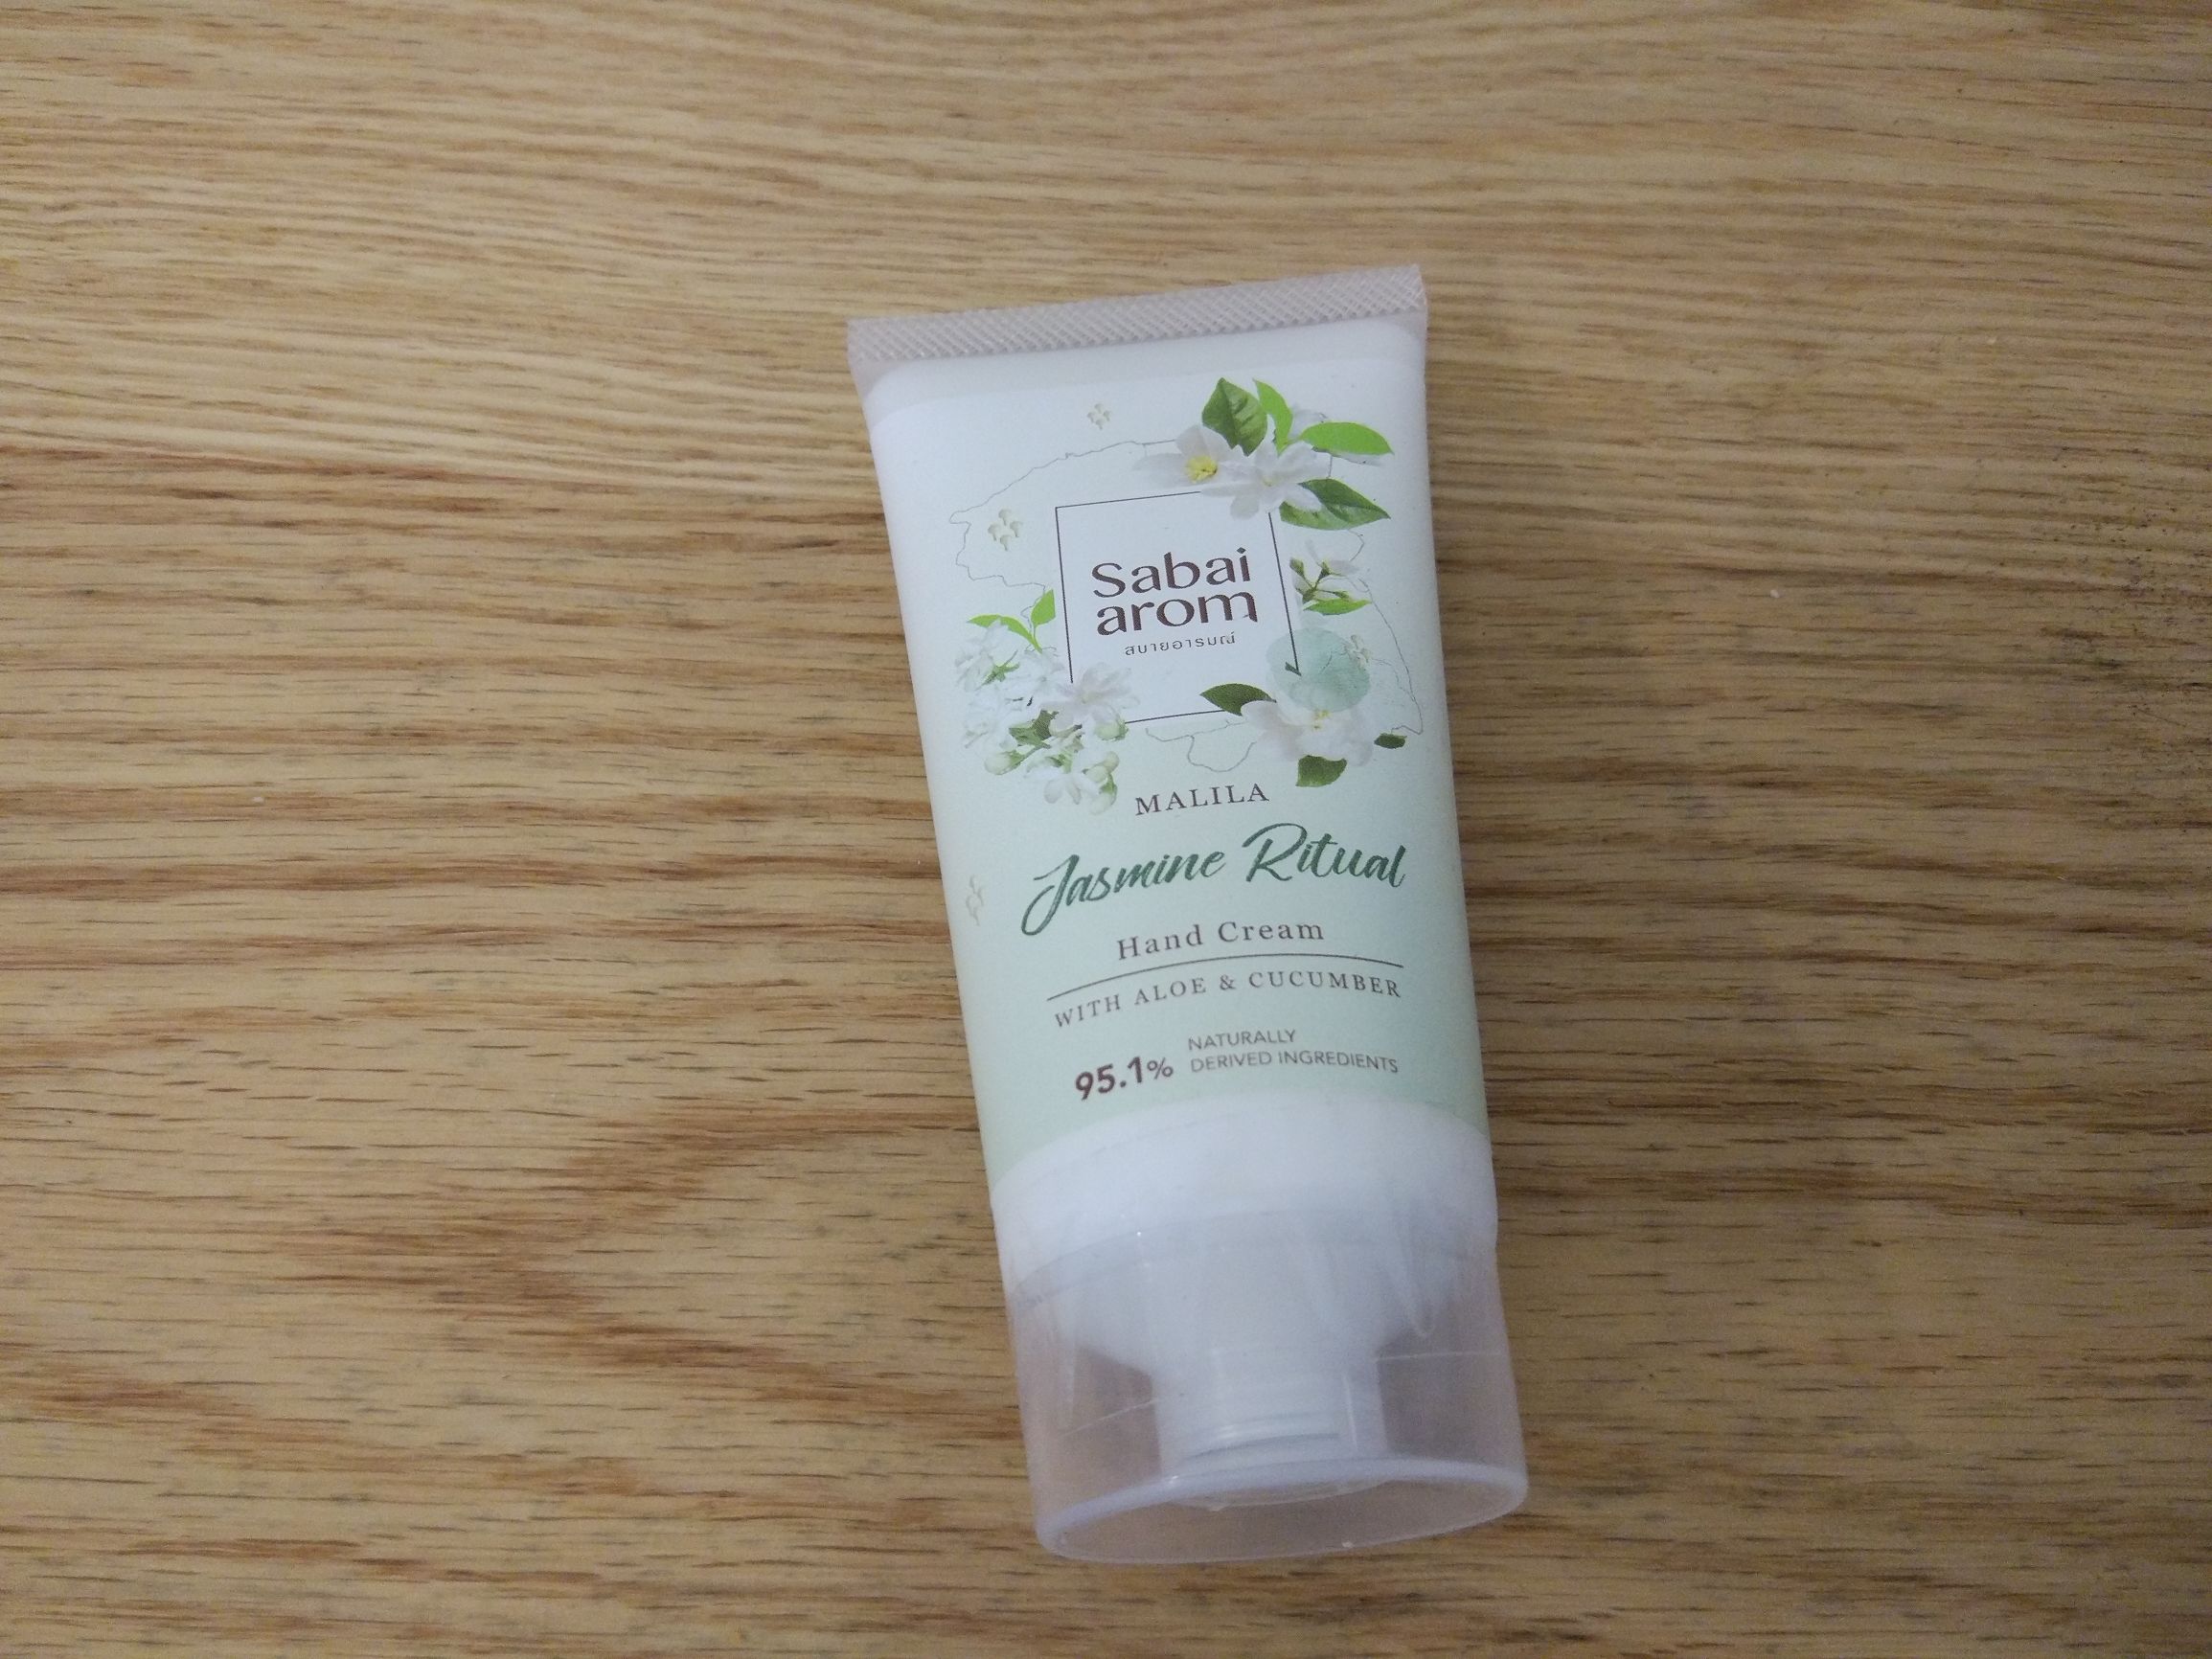 Sabai
arom
สบายอารมณ์
MALILA
Jasmine Ritual
Hand Cream
WITH ALOE & CUCUMBER
95.1% NATURALLY
DERIVED INGREDIENTS